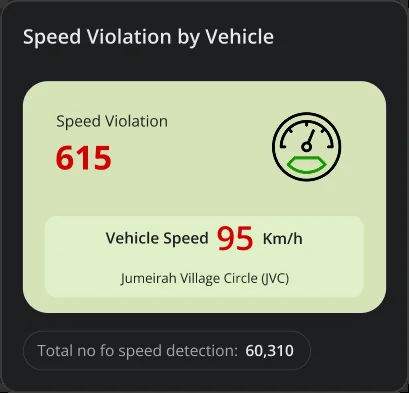 Speed Violation by Vehicle
Speed Violation
615
Vehicle Speed 95 Km/h
Jumeirah Village Circle (JVC)
Total no fo speed detection: 60,310